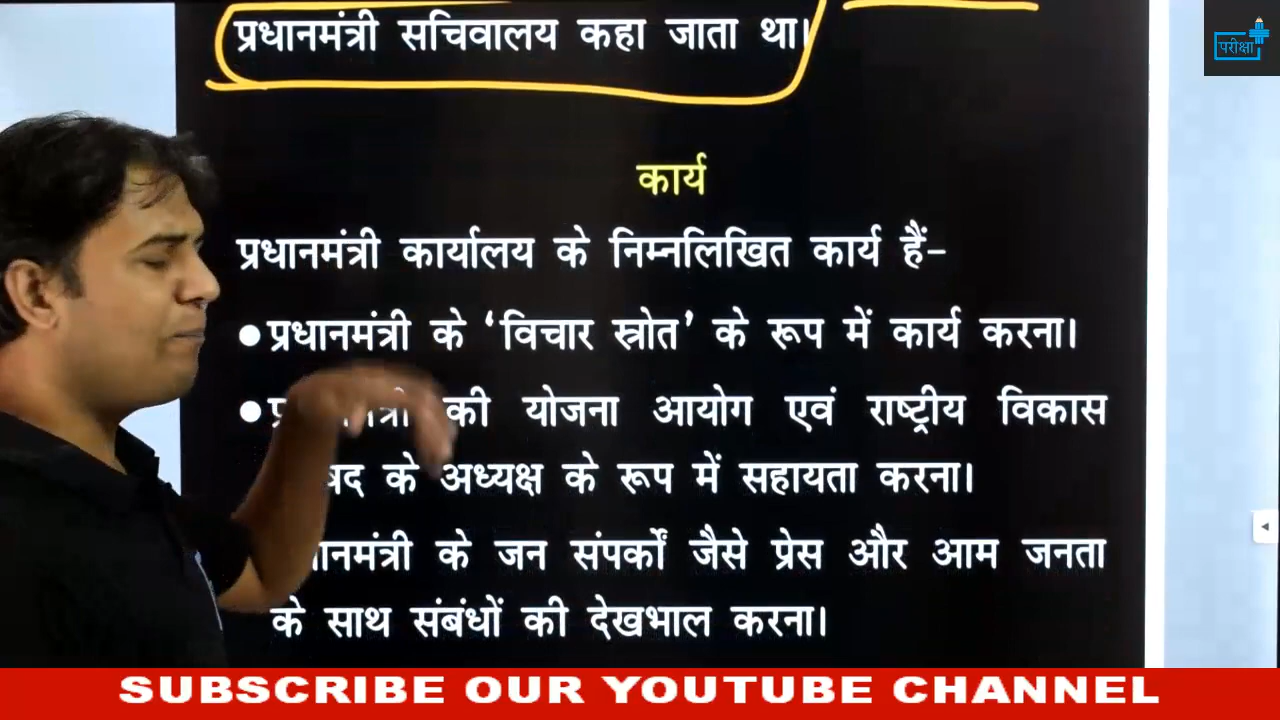 प्रधानमंत्री सचिवालय कहा जाता था।
परीक्षा
कार्य
प्रधानमंत्री कार्यालय के निम्नलिखित कार्य हैं–
●प्रधानमंत्री के ‘विचार स्रोत’ के रूप में कार्य करना।
● की योजना आयोग एवं राष्ट्रीय विकास
के अध्यक्ष के रूप में सहायता करना।
के जन संपर्कों जैसे प्रेस और आम जनता
के साथ संबंधों की देखभाल करना।
SUBSCRIBE OUR YOUTUBE CHANNEL